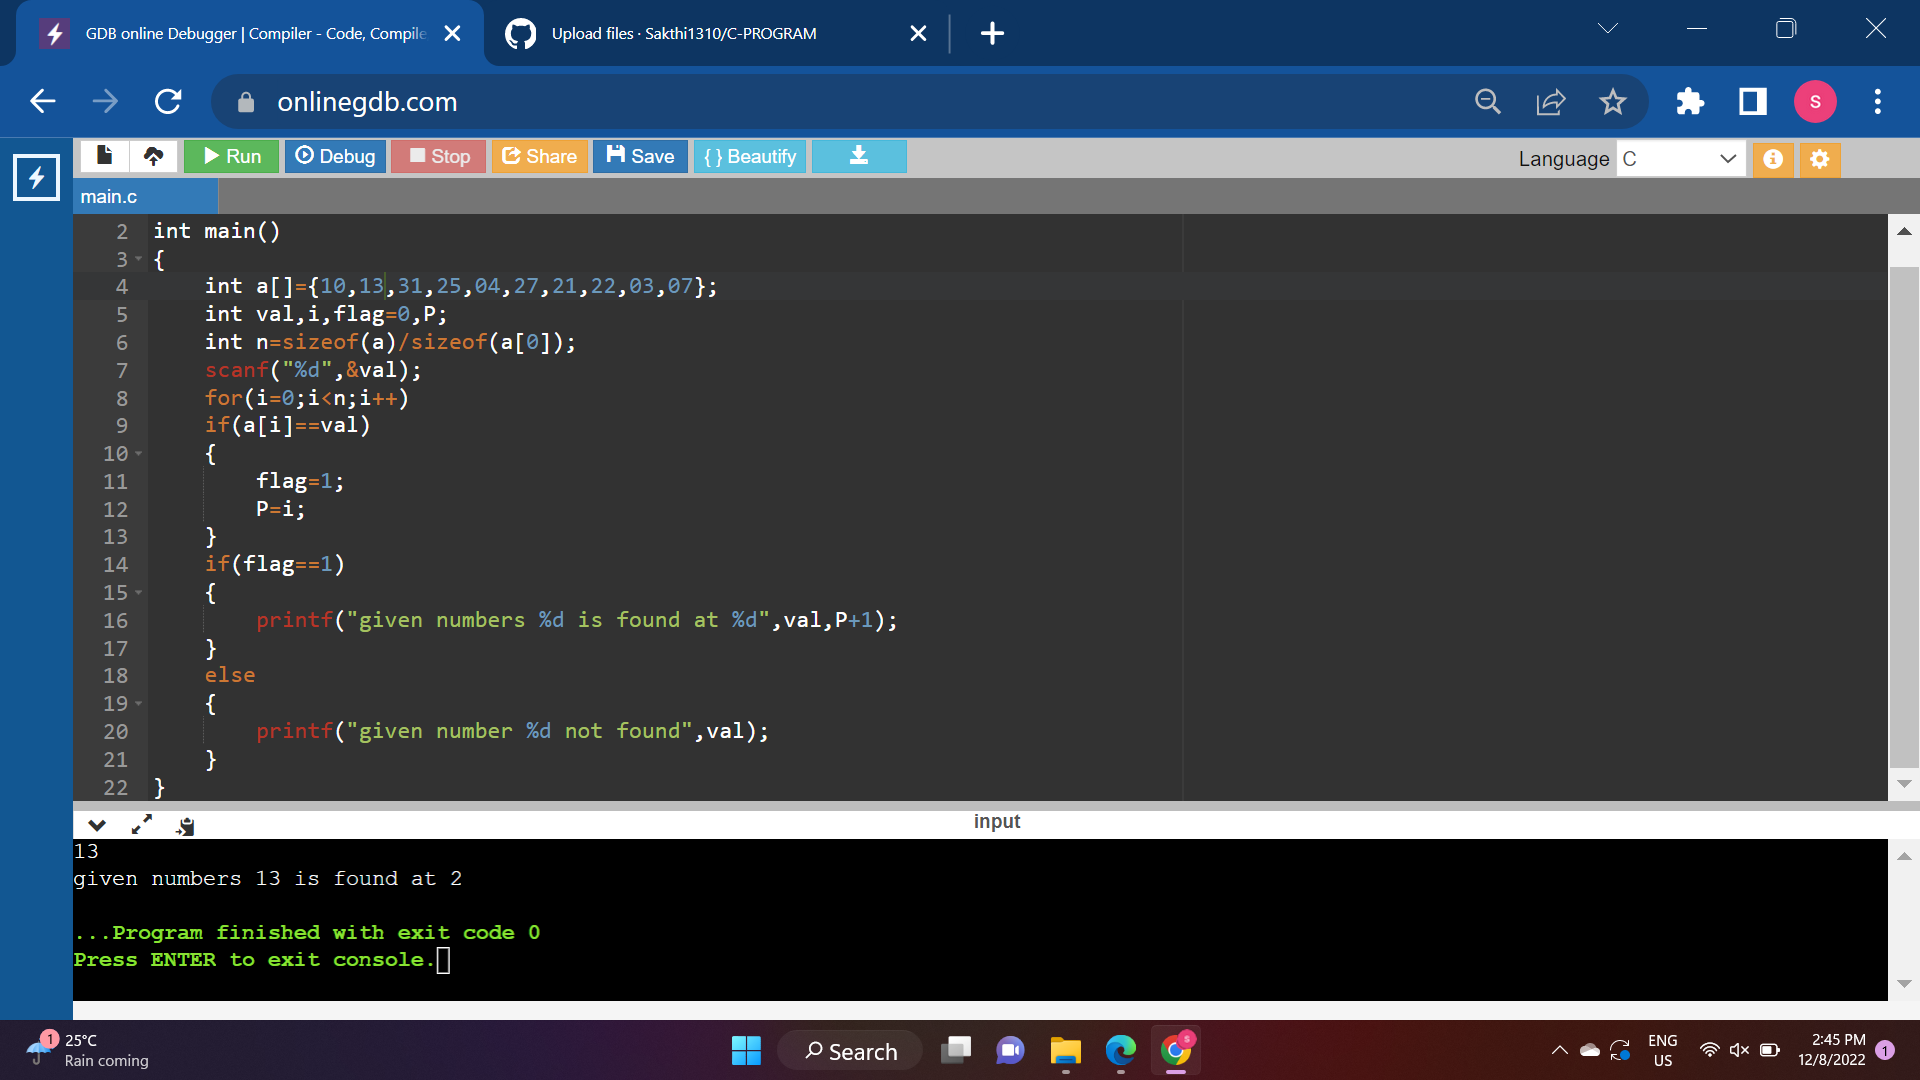 GDB online Debugger | Compiler - Code, Compile
Upload files · Sakthi1310/C-PROGRAM
onlinegdb.com
S
Run
Debug
Stop
Share
Save
{ } Beautify
Language C
main.c
2 int main()
3 {
4 int a[]={10,13,31,25,04,27,21,22,03,07};
5 int val,i,flag=0,P;
6 int n=sizeof(a)/sizeof(a[0]);
7 scanf("%d",&val);
8 for(i=0;i<n;i++)
9 if(a[i]==val)
10 {
11 flag=1;
12 P=i;
13 }
14 if(flag==1)
15 {
16 printf("given numbers %d is found at %d",val,P+1);
17 }
18 else
19 {
20 printf("given number %d not found",val);
21 }
22 }
input
13
given numbers 13 is found at 2
...Program finished with exit code 0
Press ENTER to exit console.
1
25°C
Rain coming
Search
S
ENG
US
2:45 PM
12/8/2022
1